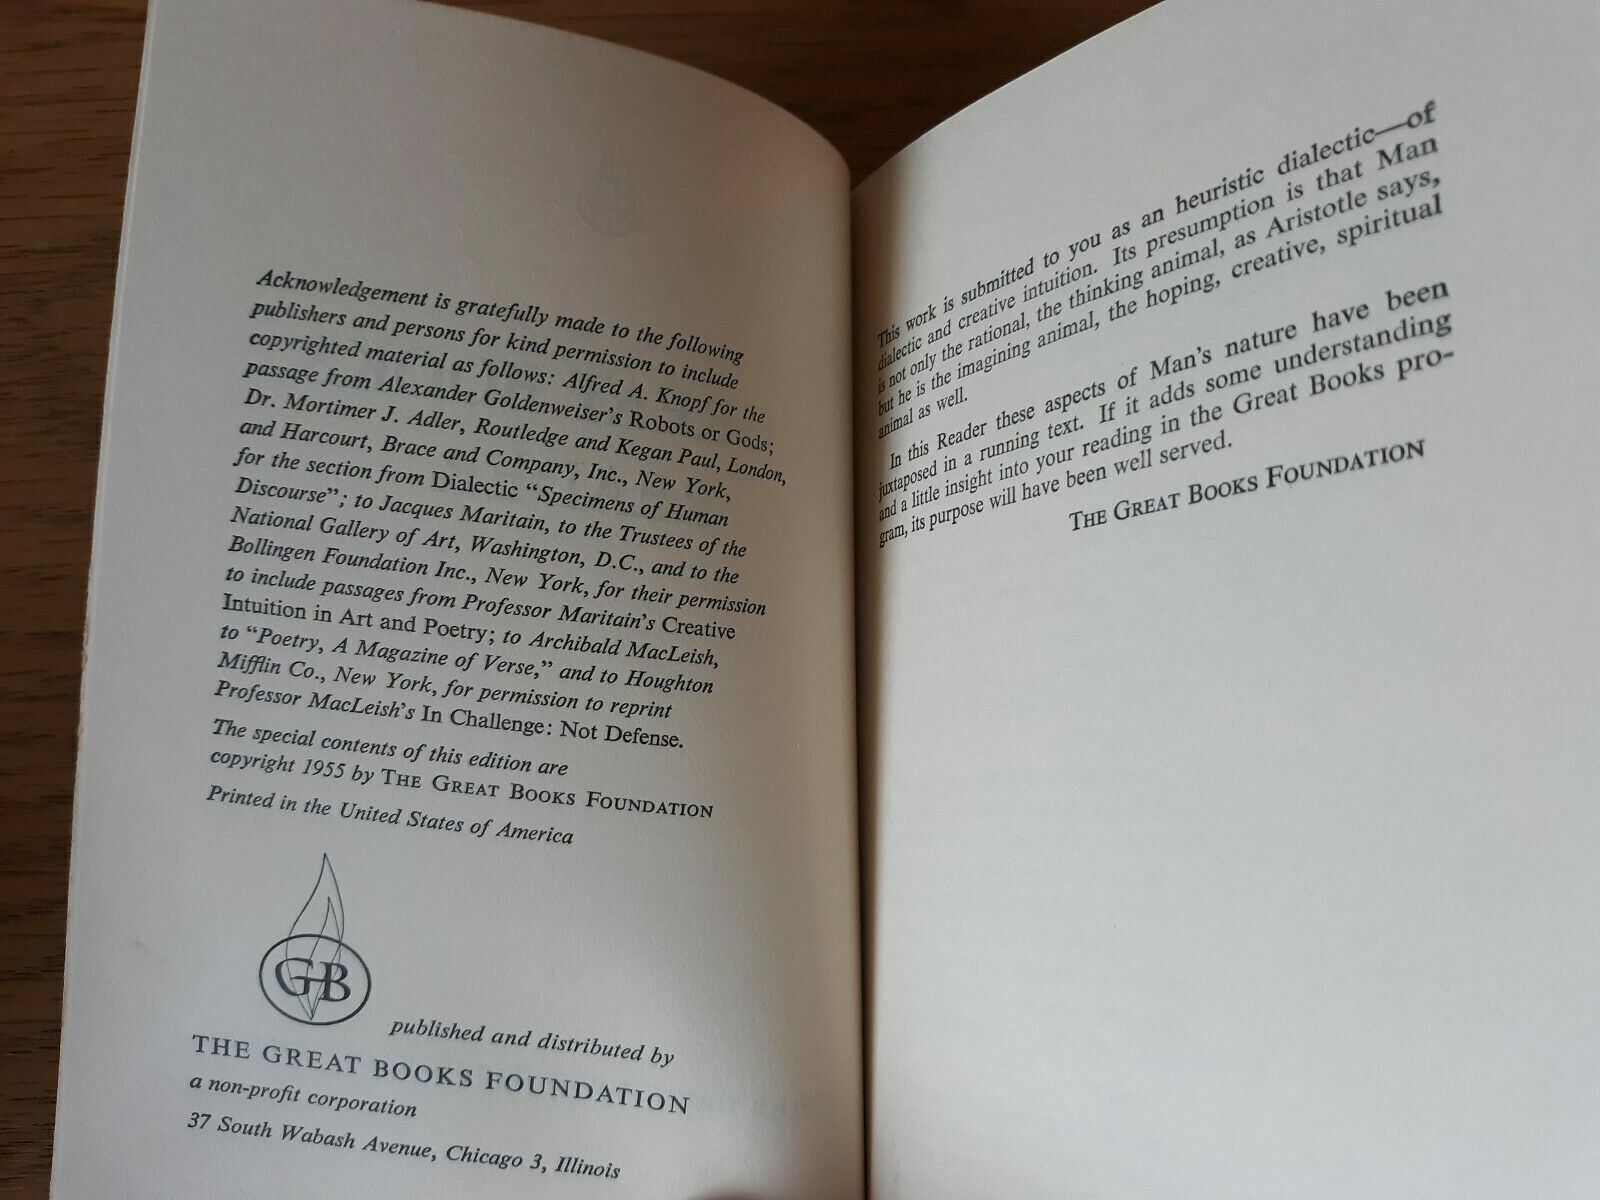 Acknowledgement is gratefully made to the following
publishers and persons for kind permission to include
copyrighted material as follows: Alfred A. Knopf for the
passage from Alexander Goldenweiser's Robots or Gods;
Dr. Mortimer J. Adler, Routledge and Kegan Paul, London,
and Harcourt, Brace and Company, Inc., New York,
for the section from Dialectic "Specimens of Human
Discourse"; to Jacques Maritain, to the Trustees of the
National Gallery of Art, Washington, D.C., and to the
Bollingen Foundation Inc., New York, for their permission
to include passages from Professor Maritain's Creative
Intuition in Art and Poetry; to Archibald MacLeish,
to "Poetry, A Magazine of Verse," and to Houghton
Mifflin Co., New York, for permission to reprint
Professor MacLeish's In Challenge: Not Defense.
The special contents of this edition are
copyright 1955 by THE GREAT BOOKS FOUNDATION
Printed in the United States of America
GB
published and distributed by
THE GREAT BOOKS FOUNDATION
a non-profit corporation
37 South Wabash Avenue, Chicago 3, Illinois
This work is submitted to you as an heuristic dialectic—of
dialectic and creative intuition. Its presumption is that Man
is not only the rational, the thinking animal, as Aristotle says,
but he is the imagining animal, the hoping, creative, spiritual
animal as well.
In this Reader these aspects of Man's nature have been
juxtaposed in a running text. If it adds some understanding
and a little insight into your reading in the Great Books pro-
gram, its purpose will have been well served.
THE GREAT BOOKS FOUNDATION